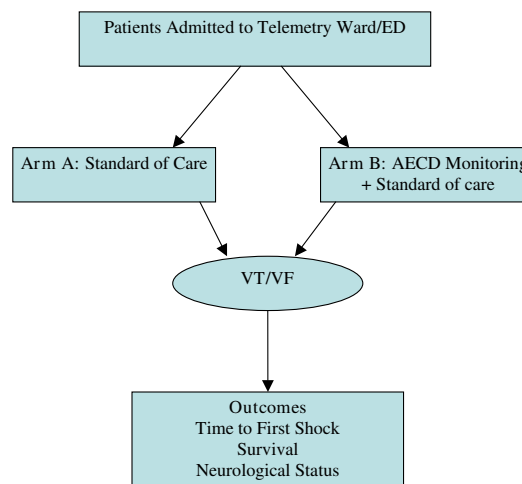 Patients Admitted to Telemetry Ward/ED
Arm A: Standard of Care
Arm B: AECD Monitoring
+ Standard of care
VT/VF
Outcomes
Time to First Shock
Survival
Neurological Status